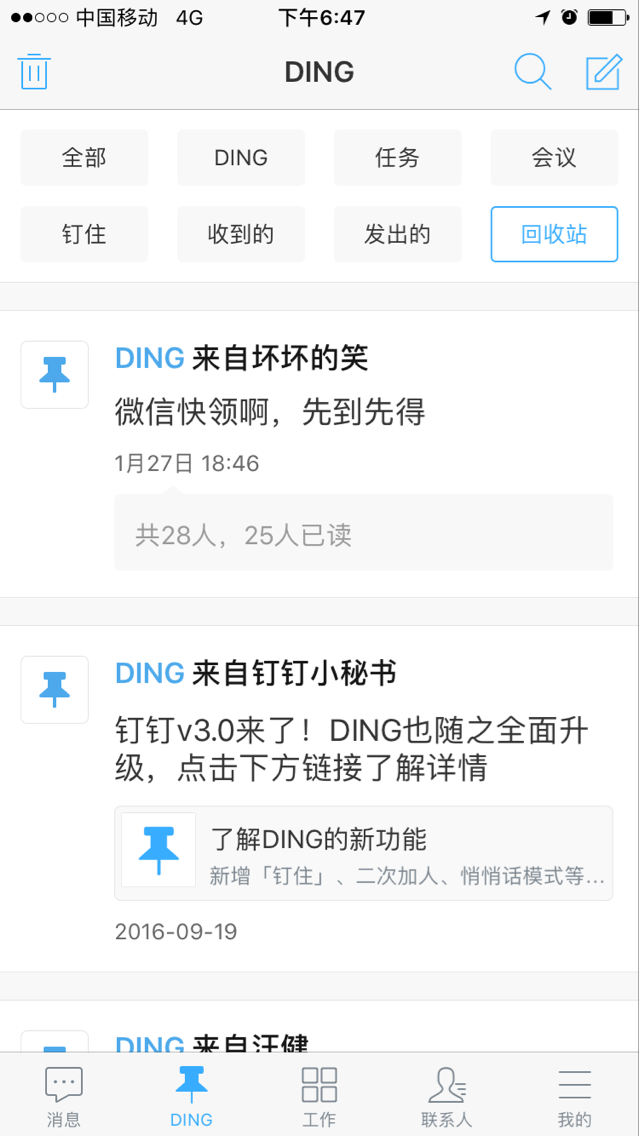 中国移动 4G 下午6:47
DING
全部 DING 任务 会议
钉住 收到的 发出的 回收站
DING 来自坏坏的笑
微信快领啊，先到先得
1月27日 18:46
共28人，25人已读
DING 来自钉钉小秘书
钉钉v3.0来了！DING也随之全面升
级，点击下方链接了解详情
了解DING的新功能
新增「钉住」、二次加人、悄悄话模式等...
2016-09-19
DING 来自汪健
消息 DING 工作 联系人 我的